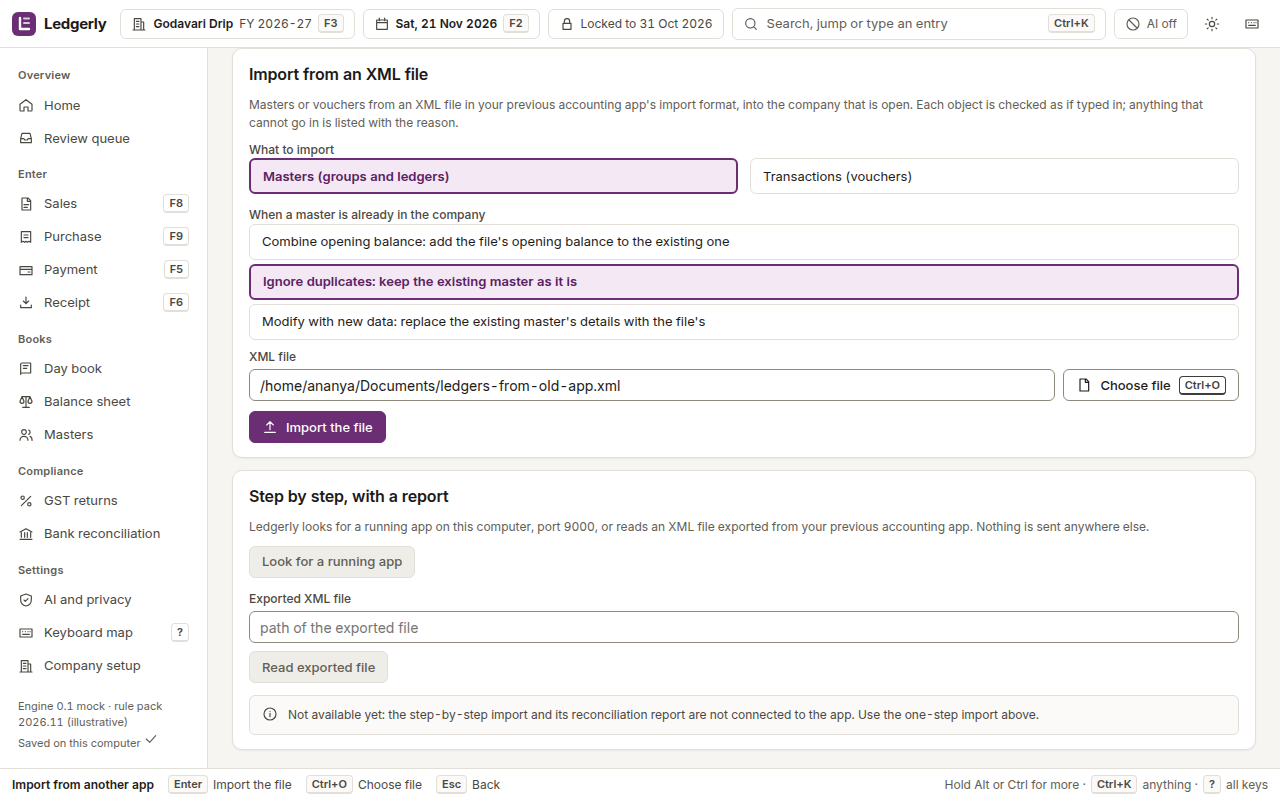 Ledgerly
Godavari Drip FY 2026-27 F3
Sat, 21 Nov 2026 F2
Locked to 31 Oct 2026
Search, jump or type an entry Ctrl+K
AI off
Overview
Home
Review queue
Enter
Sales F8
Purchase F9
Payment F5
Receipt F6
Books
Day book
Balance sheet
Masters
Compliance
GST returns
Bank reconciliation
Settings
AI and privacy
Keyboard map ?
Company setup
Engine 0.1 mock · rule pack
2026.11 (illustrative)
Saved on this computer
Import from an XML file
Masters or vouchers from an XML file in your previous accounting app's import format, into the company that is open. Each object is checked as if typed in; anything that
cannot go in is listed with the reason.
What to import
Masters (groups and ledgers)
Transactions (vouchers)
When a master is already in the company
Combine opening balance: add the file's opening balance to the existing one
Ignore duplicates: keep the existing master as it is
Modify with new data: replace the existing master's details with the file's
XML file
/home/ananya/Documents/ledgers-from-old-app.xml
Choose file Ctrl+O
Import the file
Step by step, with a report
Ledgerly looks for a running app on this computer, port 9000, or reads an XML file exported from your previous accounting app. Nothing is sent anywhere else.
Look for a running app
Exported XML file
path of the exported file
Read exported file
Not available yet: the step-by-step import and its reconciliation report are not connected to the app. Use the one-step import above.
Import from another app Enter Import the file Ctrl+O Choose file Esc Back
Hold Alt or Ctrl for more · Ctrl+K anything · ? all keys